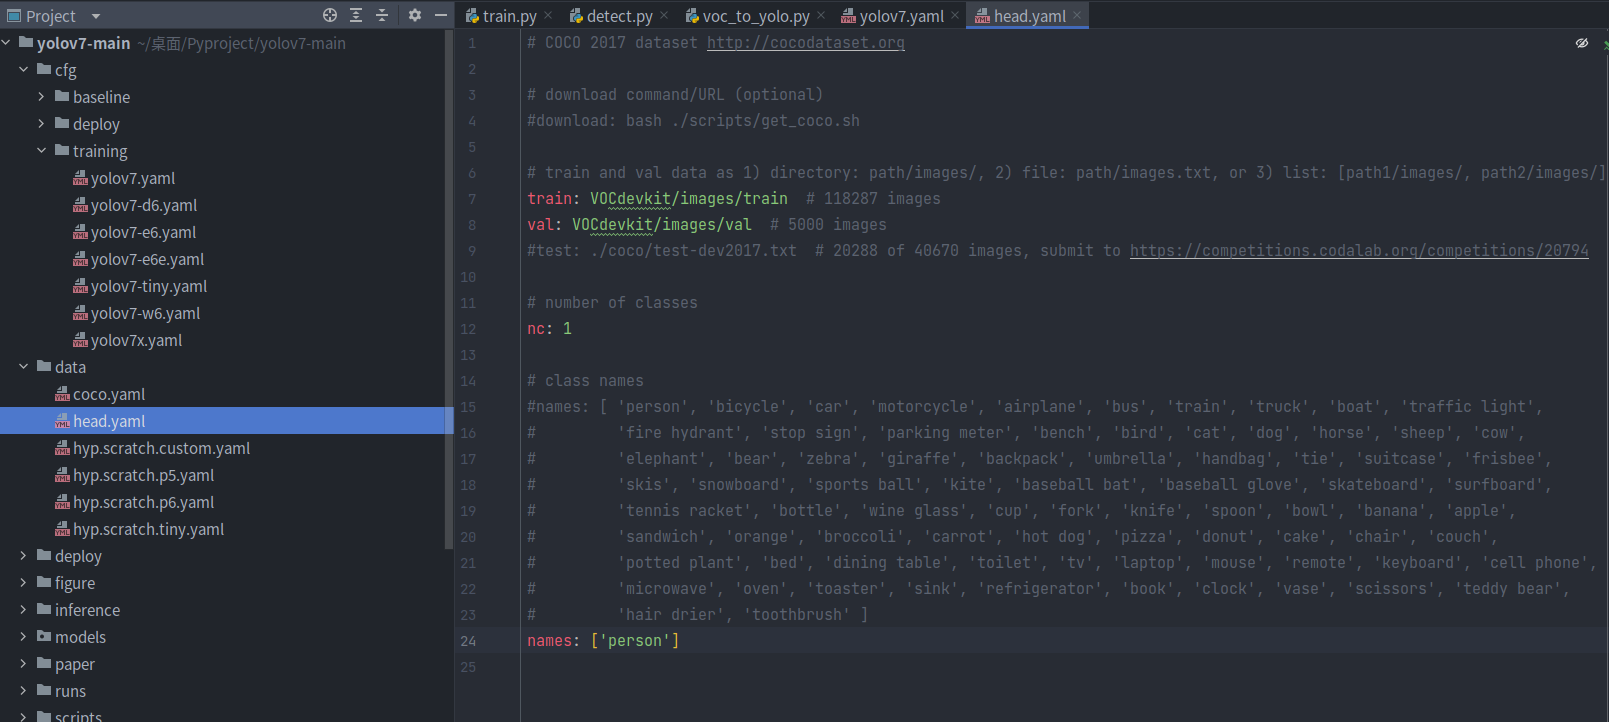 Project
train.py
detect.py
voc_to_yolo.py
yolov7.yaml
head.yaml
yolov7-main ~/桌面/Pyproject/yolov7-main
cfg
baseline
deploy
training
yolov7.yaml
yolov7-d6.yaml
yolov7-e6.yaml
yolov7-e6e.yaml
yolov7-tiny.yaml
yolov7-w6.yaml
yolov7x.yaml
data
coco.yaml
head.yaml
hyp.scratch.custom.yaml
hyp.scratch.p5.yaml
hyp.scratch.p6.yaml
hyp.scratch.tiny.yaml
deploy
figure
inference
models
paper
runs
scripts
1 # COCO 2017 dataset http://cocodataset.org
2
3 # download command/URL (optional)
4 #download: bash ./scripts/get_coco.sh
5
6 # train and val data as 1) directory: path/images/, 2) file: path/images.txt, or 3) list: [path1/images/, path2/images/]
7 train: VOCdevkit/images/train  # 118287 images
8 val: VOCdevkit/images/val  # 5000 images
9 #test: ./coco/test-dev2017.txt  # 20288 of 40670 images, submit to https://competitions.codalab.org/competitions/20794
10
11 # number of classes
12 nc: 1
13
14 # class names
15 #names: [ 'person', 'bicycle', 'car', 'motorcycle', 'airplane', 'bus', 'train', 'truck', 'boat', 'traffic light',
16 #         'fire hydrant', 'stop sign', 'parking meter', 'bench', 'bird', 'cat', 'dog', 'horse', 'sheep', 'cow',
17 #         'elephant', 'bear', 'zebra', 'giraffe', 'backpack', 'umbrella', 'handbag', 'tie', 'suitcase', 'frisbee',
18 #         'skis', 'snowboard', 'sports ball', 'kite', 'baseball bat', 'baseball glove', 'skateboard', 'surfboard',
19 #         'tennis racket', 'bottle', 'wine glass', 'cup', 'fork', 'knife', 'spoon', 'bowl', 'banana', 'apple',
20 #         'sandwich', 'orange', 'broccoli', 'carrot', 'hot dog', 'pizza', 'donut', 'cake', 'chair', 'couch',
21 #         'potted plant', 'bed', 'dining table', 'toilet', 'tv', 'laptop', 'mouse', 'remote', 'keyboard', 'cell phone',
22 #         'microwave', 'oven', 'toaster', 'sink', 'refrigerator', 'book', 'clock', 'vase', 'scissors', 'teddy bear',
23 #         'hair drier', 'toothbrush' ]
24 names: ['person']
25